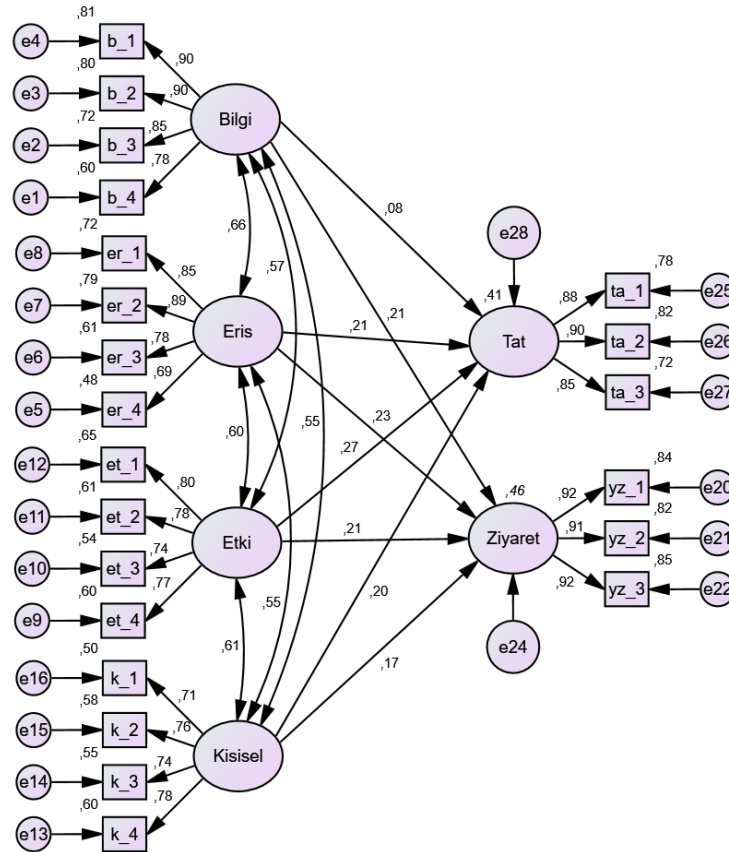 ,81
e4
b_1
,90
,80
e3
b_2
,90
,72
e2
b_3
,85
,60
e1
b_4
,78
Bilgi
,72
e8
er_1
,85
,79
e7
er_2
,89
,61
e6
er_3
,78
,48
e5
er_4
,69
Eris
,65
e12
et_1
,80
,61
e11
et_2
,78
,54
e10
et_3
,74
,60
e9
et_4
,77
Etki
,50
e16
k_1
,71
,58
e15
k_2
,76
,55
e14
k_3
,74
,60
e13
k_4
,78
Kisisel
,66
,57
,60
,55
,55
,61
,08
,21
,21
,23
,27
,21
,20
,17
e28
,41
Tat
,88
ta_1
,78
e25
,90
ta_2
,82
e26
,85
ta_3
,72
e27
,46
Ziyaret
,92
yz_1
,84
e20
,91
yz_2
,82
e21
,92
yz_3
,85
e22
e24